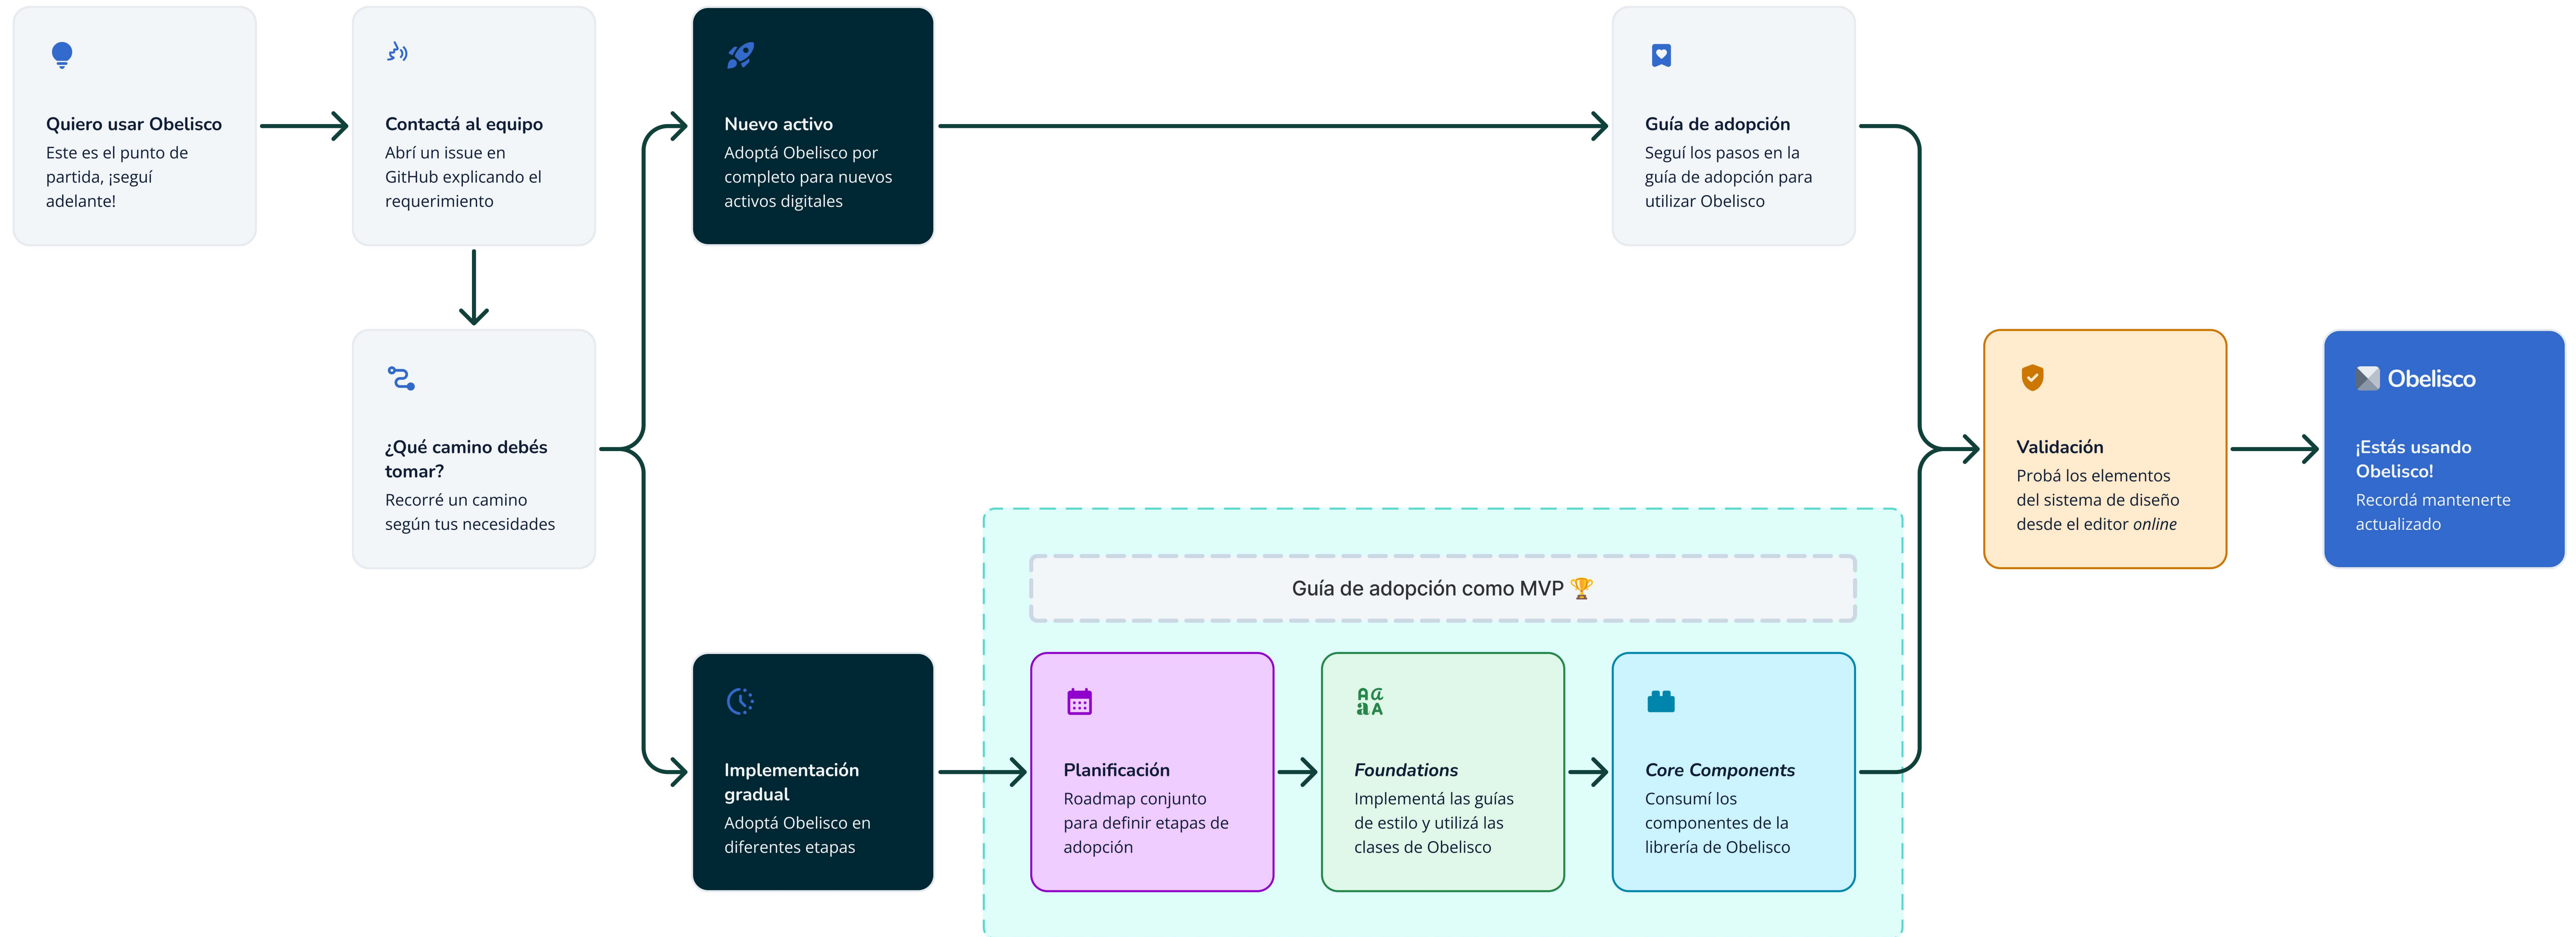 Quiero usar Obelisco
Este es el punto de
partida, ¡seguí
adelante!
Contactá al equipo
Abrí un issue en
GitHub explicando el
requerimiento
¿Qué camino debés
tomar?
Recorré un camino
según tus necesidades
Nuevo activo
Adoptá Obelisco por
completo para nuevos
activos digitales
Guía de adopción
Seguí los pasos en la
guía de adopción para
utilizar Obelisco
Implementación
gradual
Adoptá Obelisco en
diferentes etapas
Guía de adopción como MVP 🏆
Planificación
Roadmap conjunto
para definir etapas de
adopción
Foundations
Implementá las guías
de estilo y utilizá las
clases de Obelisco
Core Components
Consumí los
componentes de la
librería de Obelisco
Validación
Probá los elementos
del sistema de diseño
desde el editor online
Obelisco
¡Estás usando
Obelisco!
Recordá mantenerte
actualizado